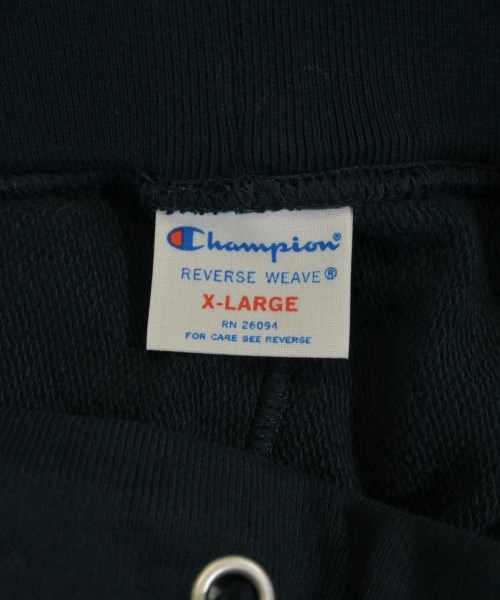 Champion®
REVERSE WEAVE®
X-LARGE
RN 26094
FOR CARE SEE REVERSE